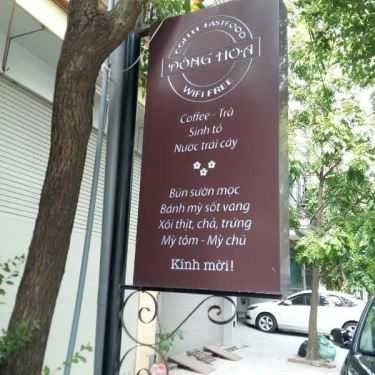 COFFEE FASTFOOD
ĐÔNG HOA
WIFI FREE
Coffee - Trà
Sinh tố
Nước trái cây
Bún sườn mọc
Bánh mỳ sốt vang
Xôi thịt, chả, trứng
Mỳ tôm - Mỳ chũ
Kính mời!